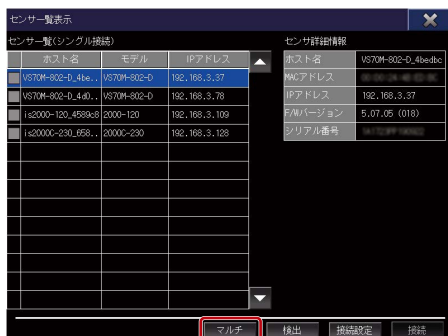 センサー覧表示
センサー覧(シングル接続)
ホスト名 モデル IPアドレス
VS70M-802-D_4be.. VS70M-802-D 192.168.3.37
VS70M-802-D_4d0.. VS70M-802-D 192.168.3.78
is2000-120_4589c8 2000-120 192.168.3.109
is2000C-230_658.. 2000C-230 192.168.3.128
センサ詳細情報
ホスト名 VS70M-802-D_4bedbc
MACアドレス
IPアドレス 192.168.3.37
F/Wバージョン 5.07.05 (018)
シリアル番号
マルチ 検出 接続設定 接続